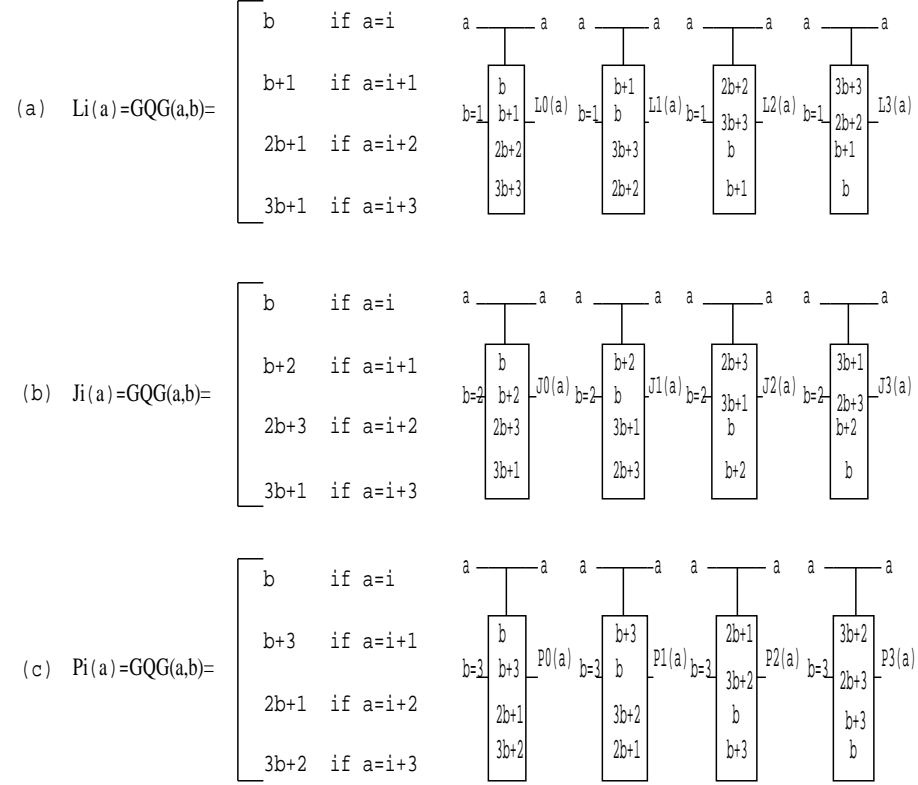 b if a=i
a a a a a a a a
b+1 if a=i+1
b b+1 2b+2 3b+3
(a) Li(a)=GQG(a,b)=
b=1 b+1 L0(a) b=1 b L1(a) b=1 3b+3 L2(a) b=1 2b+2 L3(a)
2b+1 if a=i+2
2b+2 3b+3 b b+1
3b+1 if a=i+3
3b+3 2b+2 b+1 b
b if a=i
a a a a a a a a
b+2 if a=i+1
b b+2 2b+3 3b+1
(b) Ji(a)=GQG(a,b)=
b=2 b+2 J0(a) b=2 b J1(a) b=2 3b+1 J2(a) b=2 2b+3 J3(a)
2b+3 if a=i+2
2b+3 3b+1 b b+2
3b+1 if a=i+3
3b+1 2b+3 b+2 b
a a a a a a a a
b if a=i
b+3 if a=i+1
b b+3 2b+1 3b+2
(c) Pi(a)=GQG(a,b)=
b=3 b+3 P0(a) b=3 b P1(a) b=3 3b+2 P2(a) b=3 2b+3 P3(a)
2b+1 if a=i+2
2b+1 3b+2 b b+3
3b+2 if a=i+3
3b+2 2b+1 b+3 b